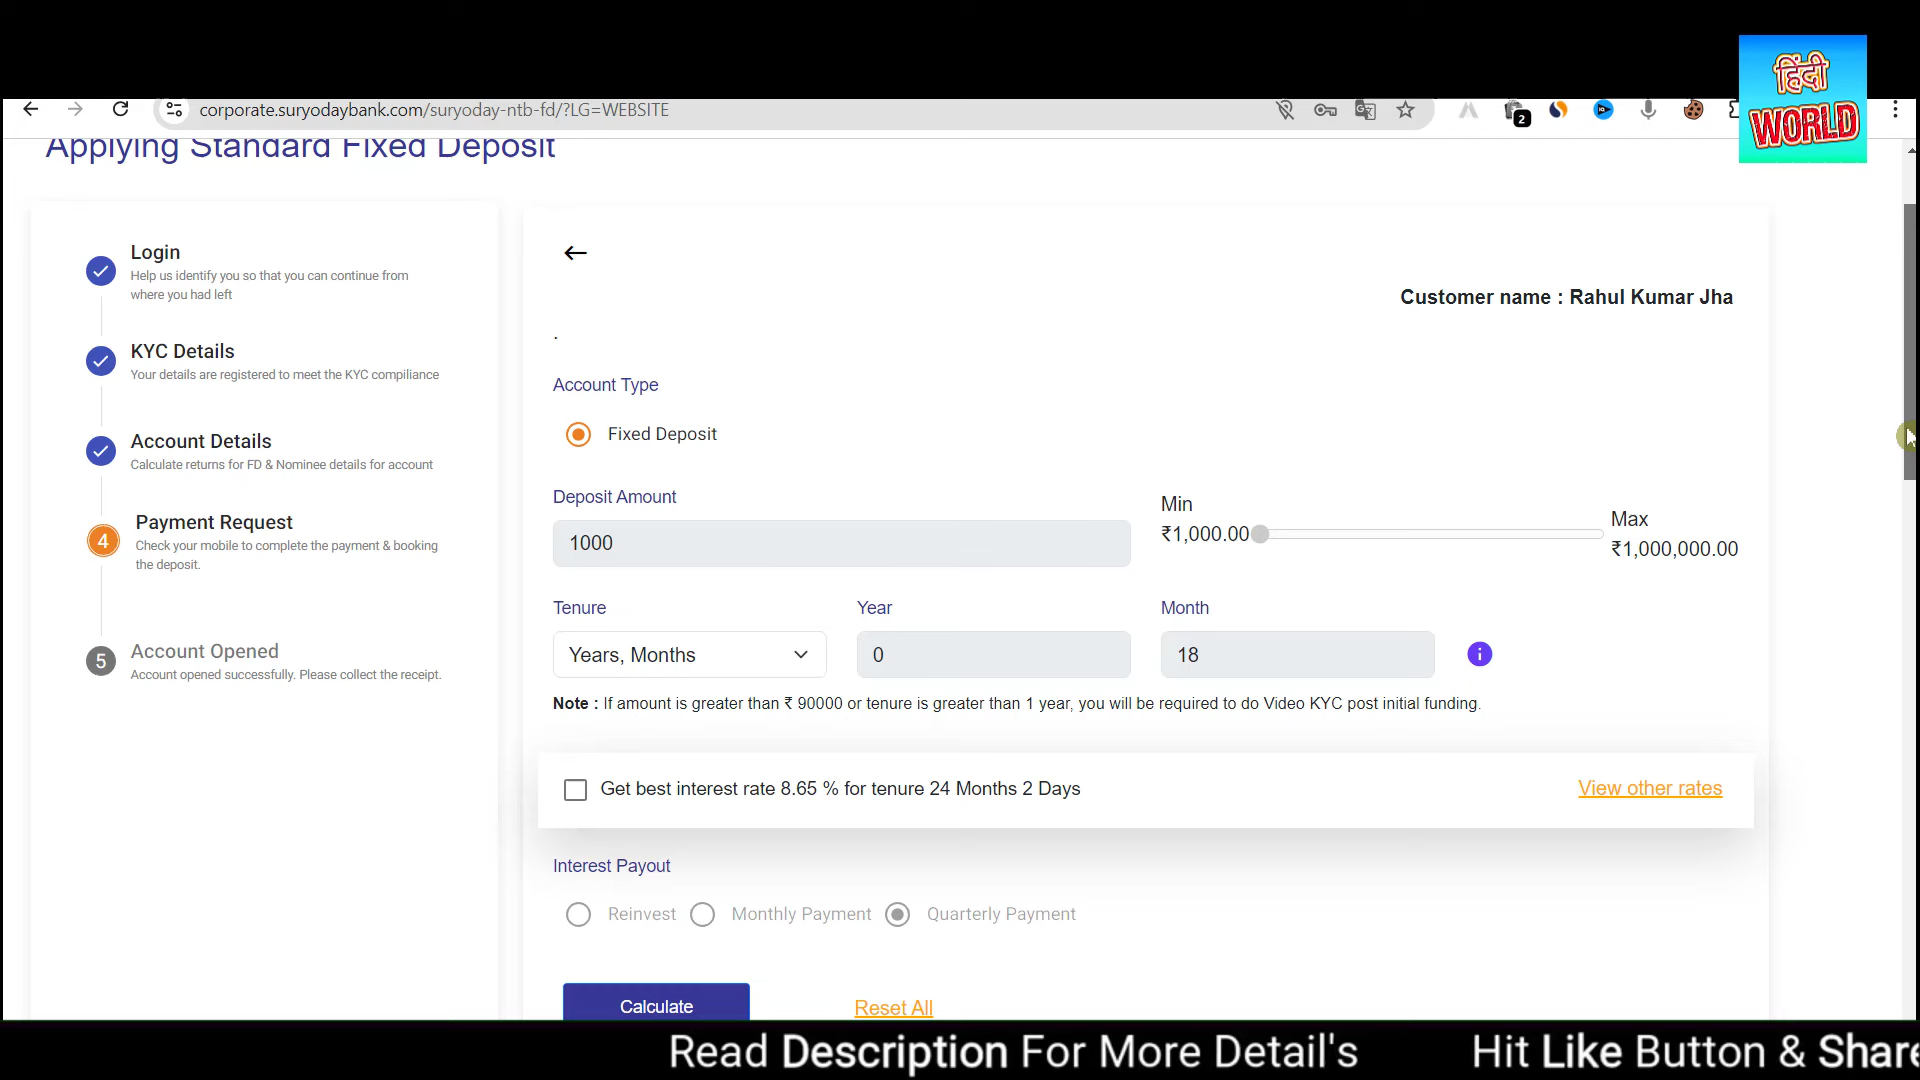 हिंदी
WORLD
corporate.suryodaybank.com/suryoday-ntb-fd/?LG=WEBSITE
2
Applying Standard Fixed Deposit
Login
Help us identify you so that you can continue from
where you had left
KYC Details
Your details are registered to meet the KYC compiliance
Account Details
Calculate returns for FD & Nominee details for account
4
Payment Request
Check your mobile to complete the payment & booking
the deposit.
5
Account Opened
Account opened successfully. Please collect the receipt.
Customer name : Rahul Kumar Jha
.
Account Type
Fixed Deposit
Deposit Amount
1000
Min
₹1,000.00
Max
₹1,000,000.00
Tenure
Years, Months
Year
0
Month
18
Note : If amount is greater than ₹ 90000 or tenure is greater than 1 year, you will be required to do Video KYC post initial funding.
Get best interest rate 8.65 % for tenure 24 Months 2 Days
View other rates
Interest Payout
Reinvest
Monthly Payment
Quarterly Payment
Calculate
Reset All
Read Description For More Detail's
Hit Like Button & Share